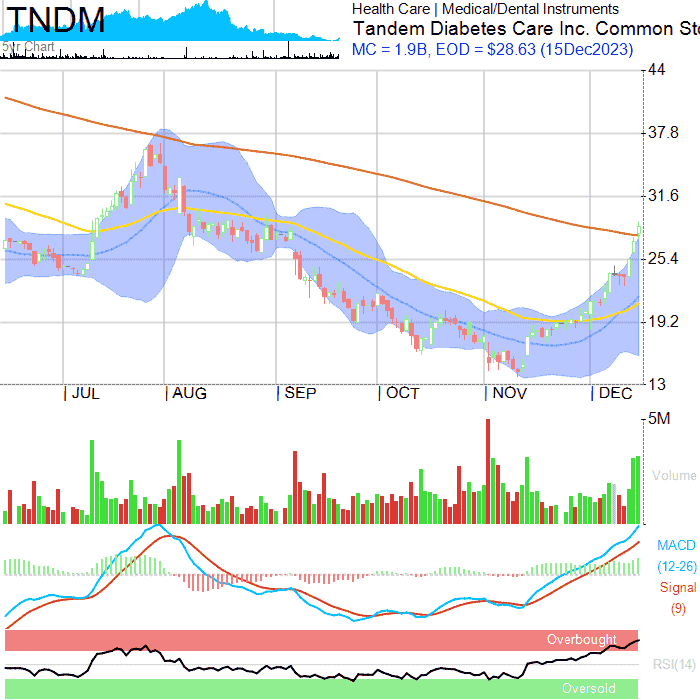 TNDM
Health Care | Medical/Dental Instruments
Tandem Diabetes Care Inc. Common Sto
MC = 1.9B, EOD = $28.63 (15Dec2023)
5yr Chart
44
37.8
31.6
25.4
19.2
13
JUL AUG SEP OCT NOV DEC
5M
Volume
MACD
(12-26)
Signal
(9)
Overbought
RSI(14)
Oversold